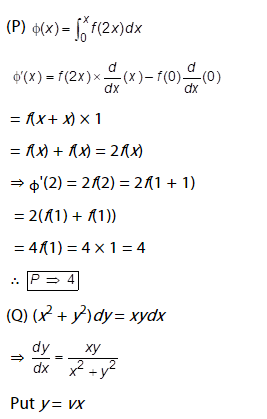 (P) ϕ(x) = ∫₀ˣ f(2x)dx
ϕ'(x) = f(2x) × d/dx (x) − f(0) d/dx (0)
= f(x + x) × 1
= f(x) + f(x) = 2f(x)
⇒ ϕ'(2) = 2f(2) = 2f(1 + 1)
= 2(f(1) + f(1))
= 4f(1) = 4 × 1 = 4
∴ P ⇒ 4
(Q) (x² + y²)dy = xydx
⇒ dy/dx = xy/(x² + y²)
Put y = vx